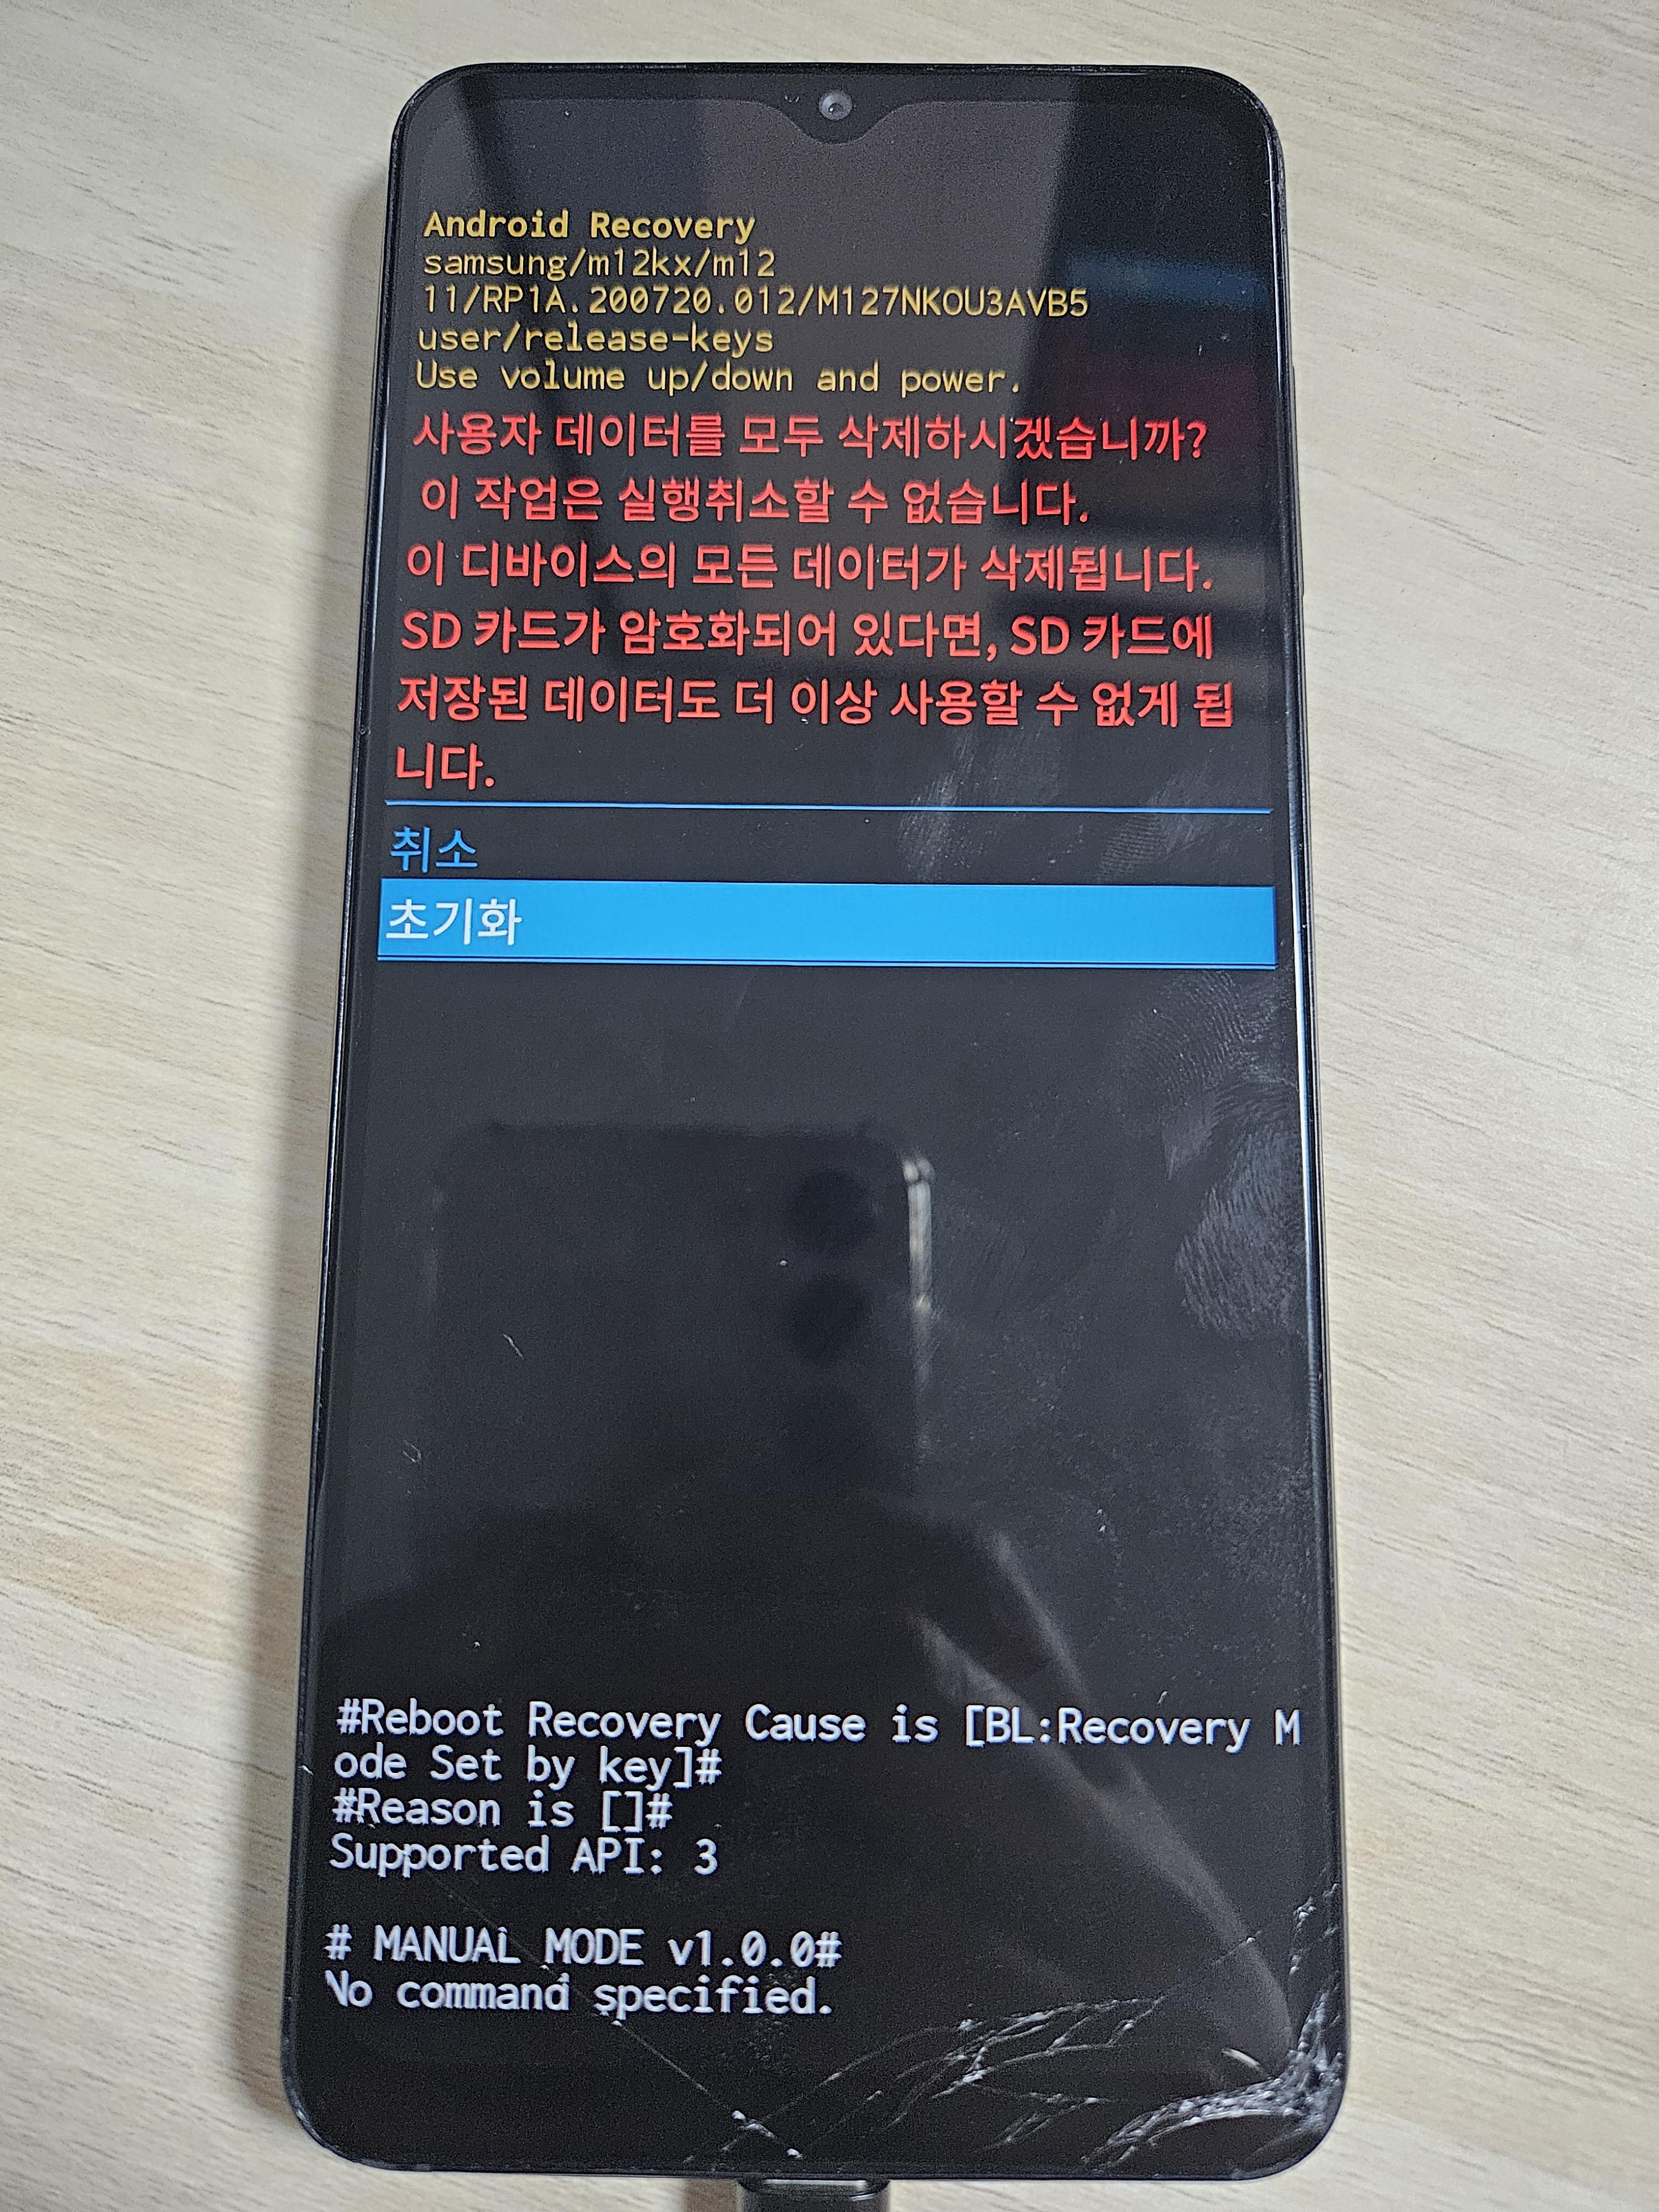 Android Recovery
samsung/m12kx/m12
11/RP1A.200720.012/M127NKOU3AVB5
user/release-keys
Use volume up/down and power.
사용자 데이터를 모두 삭제하시겠습니까?
이 작업은 실행취소할 수 없습니다.
이 디바이스의 모든 데이터가 삭제됩니다.
SD 카드가 암호화되어 있다면, SD 카드에
저장된 데이터도 더 이상 사용할 수 없게 됩
니다.
취소
초기화
#Reboot Recovery Cause is [BL:Recovery M
ode Set by key]#
#Reason is []#
Supported API: 3
# MANUAL MODE v1.0.0#
No command specified.